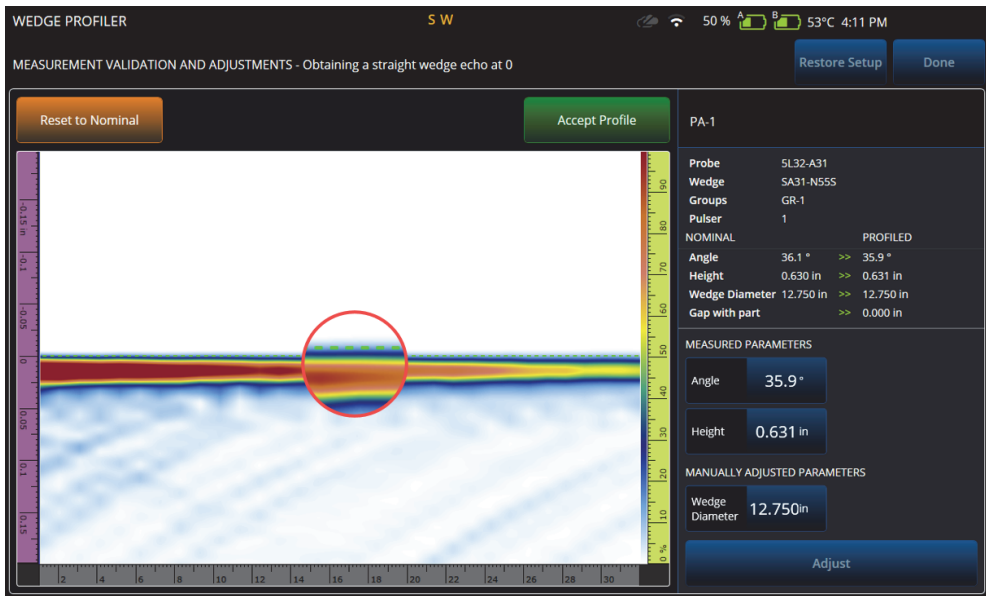 WEDGE PROFILER
S W
50 %
A
B
53°C 4:11 PM
MEASUREMENT VALIDATION AND ADJUSTMENTS - Obtaining a straight wedge echo at 0
Restore Setup
Done
Reset to Nominal
Accept Profile
PA-1
Probe 5L32-A31
Wedge SA31-N55S
Groups GR-1
Pulser 1
NOMINAL PROFILED
Angle 36.1 ° >> 35.9 °
Height 0.630 in >> 0.631 in
Wedge Diameter 12.750 in >> 12.750 in
Gap with part >> 0.000 in
MEASURED PARAMETERS
Angle 35.9 °
Height 0.631 in
MANUALLY ADJUSTED PARAMETERS
Wedge Diameter 12.750in
Adjust
-0.15 in
-0.1
-0.05
0
0.05
0.1
0.15
90
80
70
60
50
40
30
20
10
0 %
2 4 6 8 10 12 14 16 18 20 22 24 26 28 30